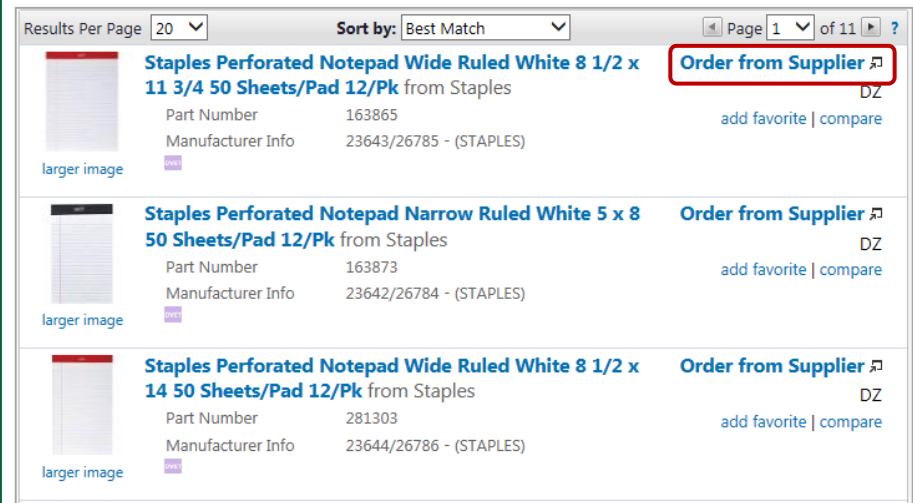 Results Per Page 20 Sort by: Best Match Page 1 of 11 ?
Staples Perforated Notepad Wide Ruled White 8 1/2 x Order from Supplier
11 3/4 50 Sheets/Pad 12/Pk from Staples DZ
Part Number 163865 add favorite | compare
Manufacturer Info 23643/26785 - (STAPLES)
larger image
Staples Perforated Notepad Narrow Ruled White 5 x 8 Order from Supplier
50 Sheets/Pad 12/Pk from Staples DZ
Part Number 163873 add favorite | compare
Manufacturer Info 23642/26784 - (STAPLES)
larger image
Staples Perforated Notepad Wide Ruled White 8 1/2 x Order from Supplier
14 50 Sheets/Pad 12/Pk from Staples DZ
Part Number 281303 add favorite | compare
Manufacturer Info 23644/26786 - (STAPLES)
larger image